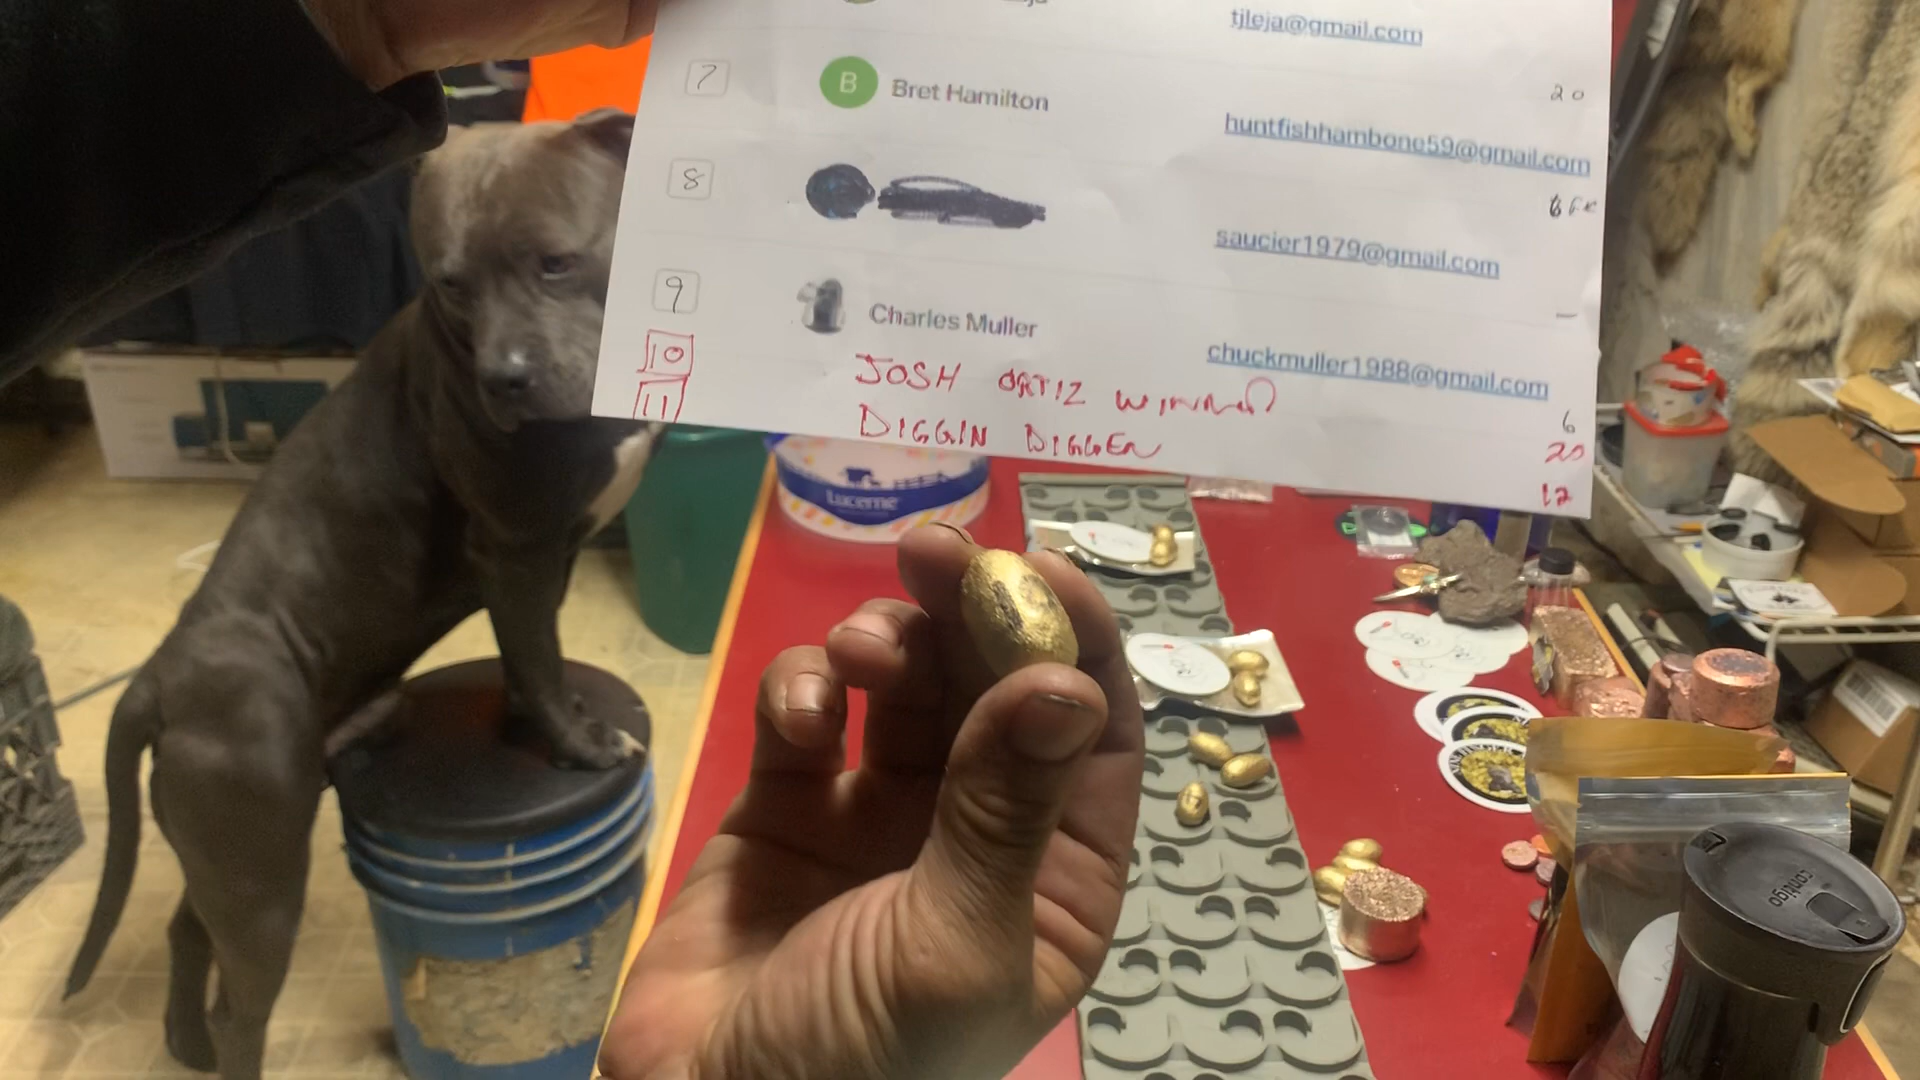 tjleja@gmail.com
7 B Bret Hamilton 20
huntfishhambone59@gmail.com
8
saucier1979@gmail.com
9 Charles Muller
chuckmuller1988@gmail.com
10 JOSH ORTIZ WINNER 6
11 DIGGIN DIGGER 20
12
Lucerne
contigo